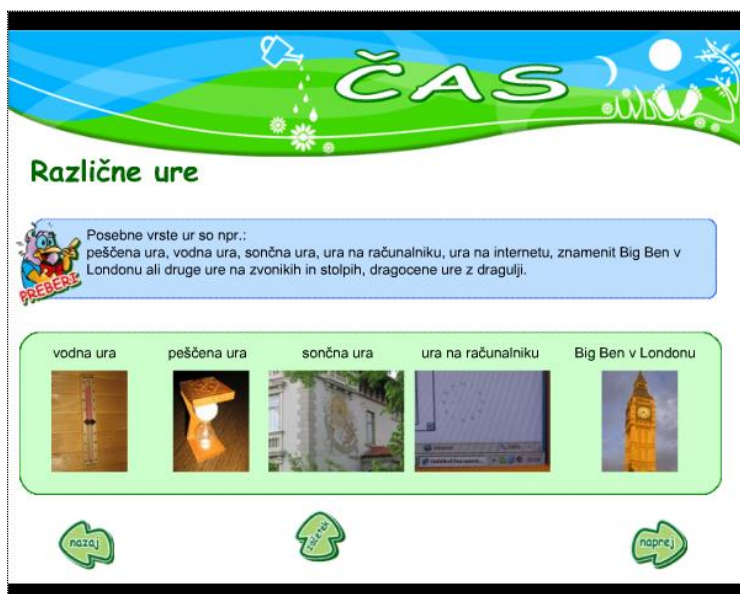 ČAS
Različne ure
Posebne vrste ur so npr.:
peščena ura, vodna ura, sončna ura, ura na računalniku, ura na internetu, znamenit Big Ben v
Londonu ali druge ure na zvonikih in stolpih, dragocene ure z dragulji.
PREBERI
vodna ura peščena ura sončna ura ura na računalniku Big Ben v Londonu
nazaj začetek naprej